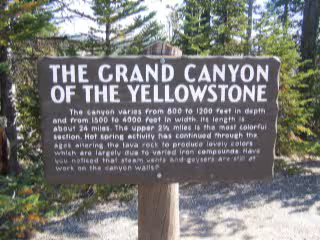 THE GRAND CANYON
OF THE YELLOWSTONE
The canyon varies from 800 to 1200 feet in depth
and from 1500 to 4000 feet in width. Its length is
about 24 miles. The upper 2½ miles is the most colorful
section. Hot spring activity has continued through the
ages altering the lava rock to produce lovely colors
which are largely due to varied iron compounds. Have
you noticed that steam vents and geysers are still at
work on the canyon walls?